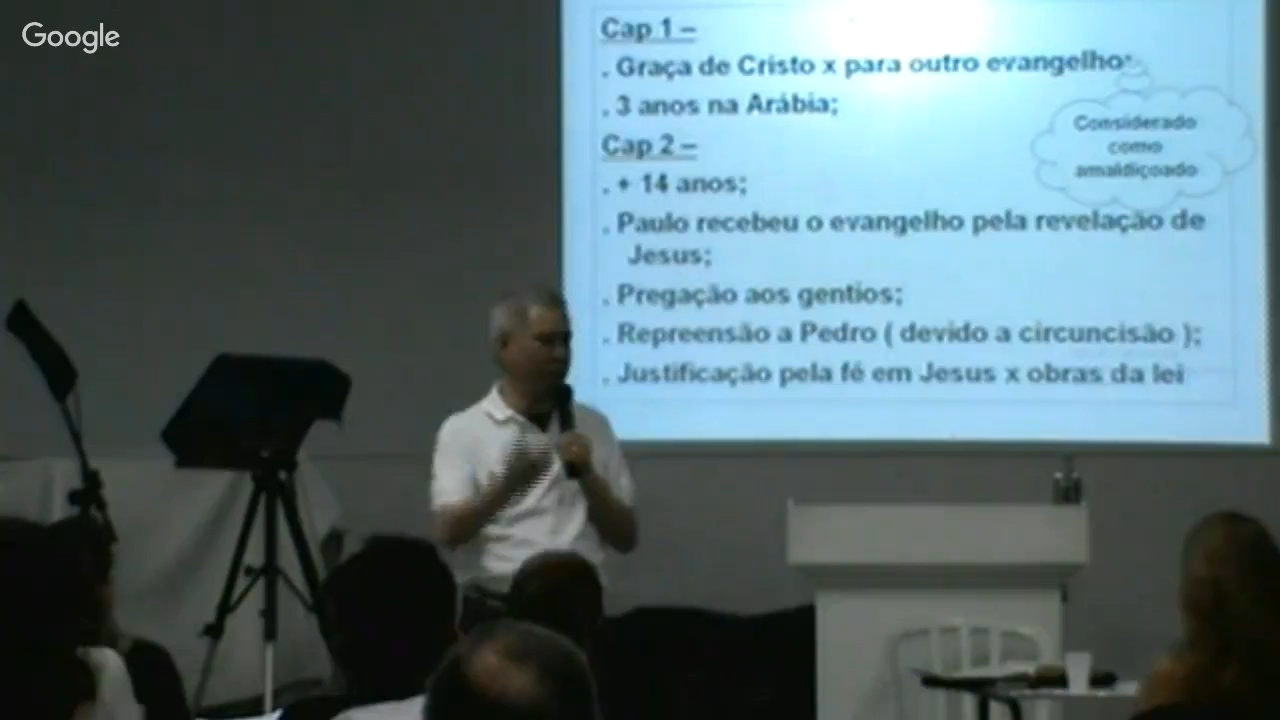 Google
Cap 1 –
. Graça de Cristo x para outro evangelho
. 3 anos na Arábia;
Considerado
como
amaldiçoado
Cap 2 –
. + 14 anos;
. Paulo recebeu o evangelho pela revelação de
Jesus;
. Pregação aos gentios;
. Repreensão a Pedro ( devido a circuncisão );
. Justificação pela fé em Jesus x obras da lei